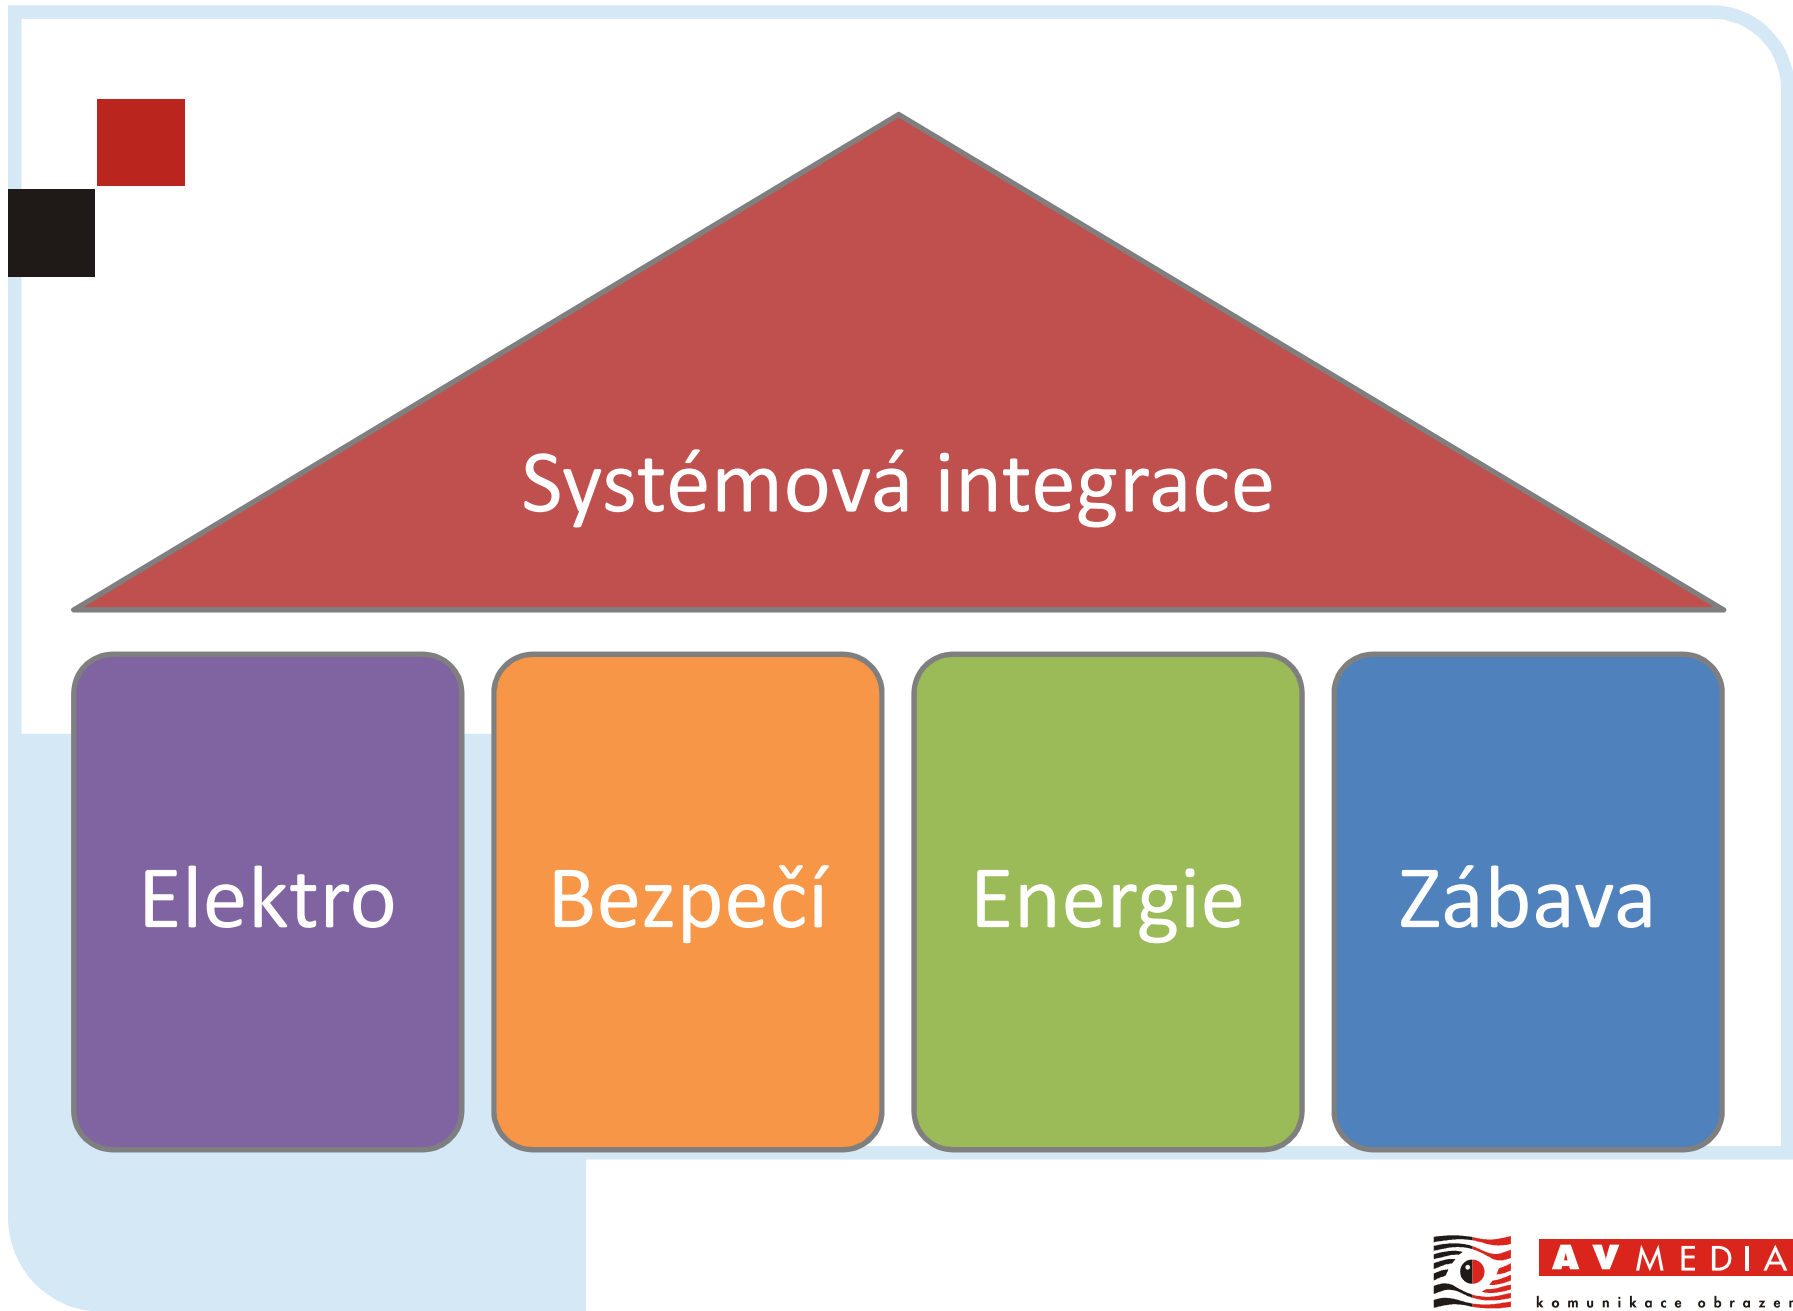 Systémová integrace
Elektro
Bezpečí
Energie
Zábava
AV MEDIA
komunikace obrazem